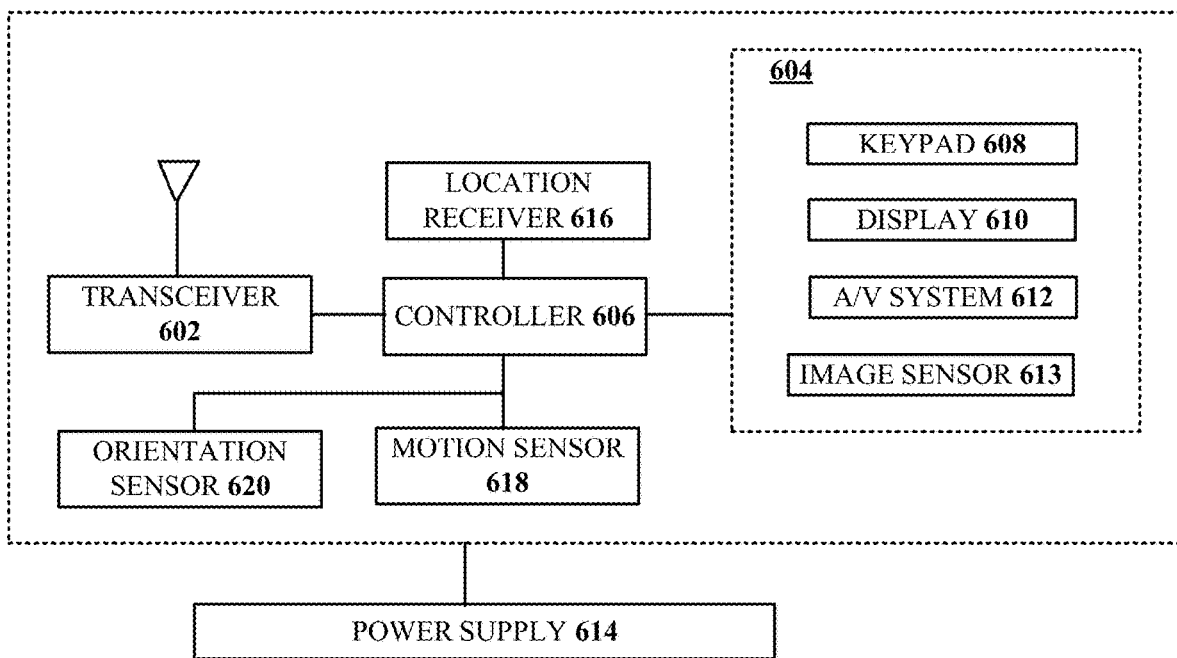 604
KEYPAD 608
DISPLAY 610
A/V SYSTEM 612
IMAGE SENSOR 613
LOCATION
RECEIVER 616
TRANSCEIVER
602
CONTROLLER 606
ORIENTATION
SENSOR 620
MOTION SENSOR
618
POWER SUPPLY 614